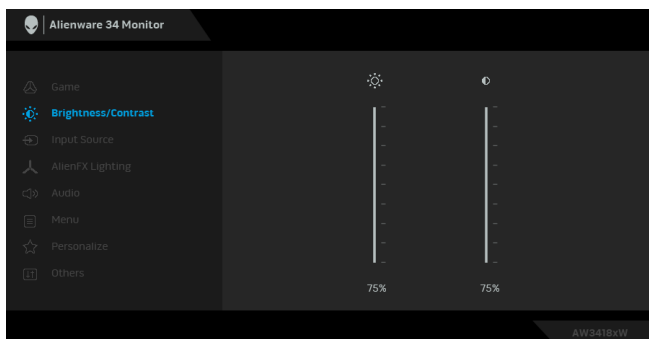 Alienware 34 Monitor
Game
Brightness/Contrast
Input Source
AlienFX Lighting
Audio
Menu
Personalize
Others
75% 75%
AW3418xW